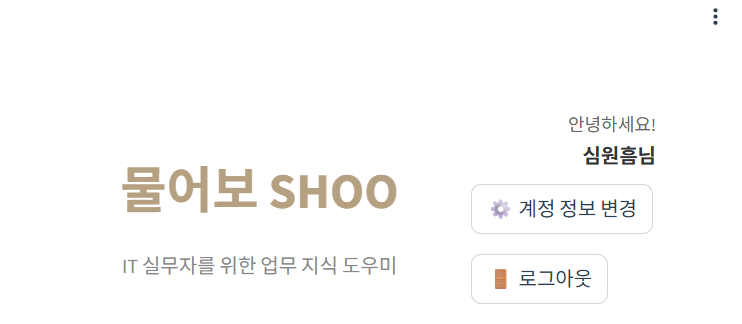 안녕하세요!
심원흠님
물어보 SHOO
계정 정보 변경
IT 실무자를 위한 업무 지식 도우미
로그아웃